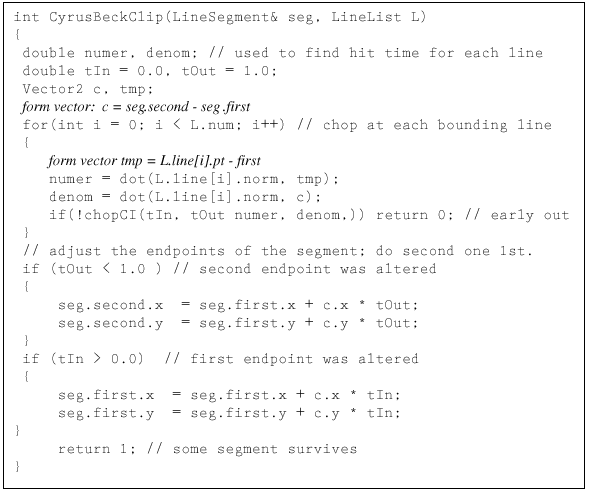 int CyrusBeckClip(LineSegment& seg, LineList L)
{
double numer, denom; // used to find hit time for each line
double tIn = 0.0, tOut = 1.0;
Vector2 c, tmp;
form vector: c = seg.second - seg.first
for(int i = 0; i < L.num; i++) // chop at each bounding line
{
form vector tmp = L.line[i].pt - first
numer = dot(L.line[i].norm, tmp);
denom = dot(L.line[i].norm, c);
if(!chopCI(tIn, tOut numer, denom,)) return 0; // early out
}
// adjust the endpoints of the segment; do second one 1st.
if (tOut < 1.0 ) // second endpoint was altered
{
seg.second.x = seg.first.x + c.x * tOut;
seg.second.y = seg.first.y + c.y * tOut;
}
if (tIn > 0.0) // first endpoint was altered
{
seg.first.x = seg.first.x + c.x * tIn;
seg.first.y = seg.first.y + c.y * tIn;
}
return 1; // some segment survives
}